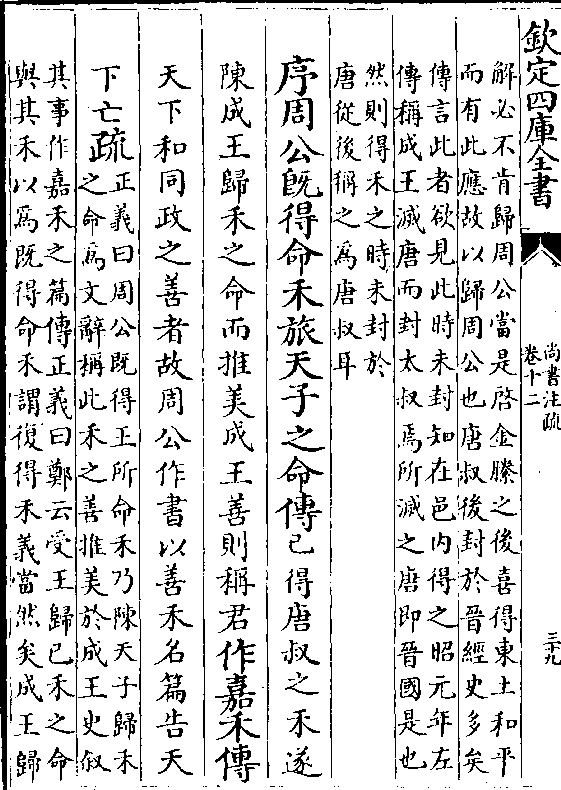 欽定四庫全書
尚書注疏
卷十二
三十九
解必不肯歸周公當是啓金縢之後喜得東土和平
而有此應故以歸周公也唐叔後封於晉經史多矣
傳言此者欲見此時未封知在邑內得之昭元年左
傳稱成王滅唐而封太叔焉所滅之唐即晉國是也
然則得禾之時未封於
唐從後稱之為唐叔耳
序周公既得命禾旅天子之命傳已得唐叔之禾遂
陳成王歸禾之命而推美成王善則稱君作嘉禾傳
天下和同政之善者故周公作書以善禾名篇告天
下亡疏正義曰周公既得王所命禾乃陳天子歸禾
之命為文辭稱此禾之善推美於成王史叙
其事作嘉禾之篇傳正義曰鄭云受王歸已禾之命
與其禾以為既得命禾謂復得禾義當然矣成王歸